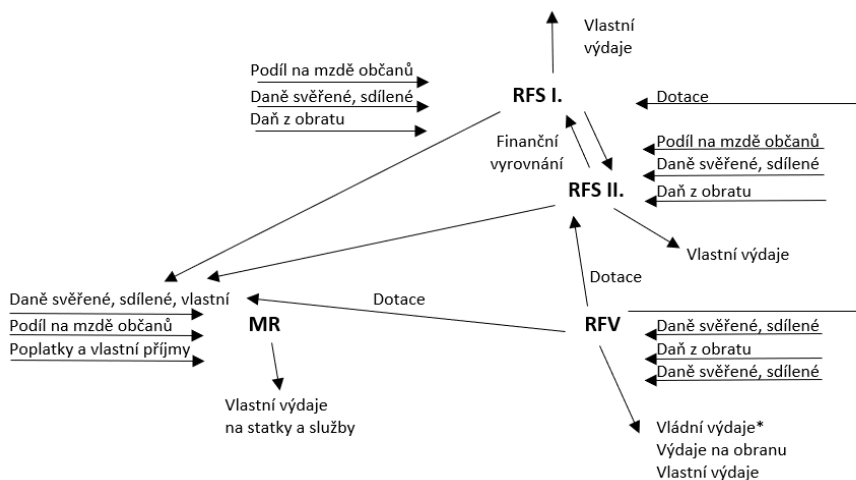 Vlastní
výdaje
Podíl na mzdě občanů
Daně svěřené, sdílené
Daň z obratu
RFS I.
Dotace
Finanční
vyrovnání
Podíl na mzdě občanů
Daně svěřené, sdílené
Daň z obratu
RFS II.
Vlastní výdaje
Dotace
Daně svěřené, sdílené, vlastní
Podíl na mzdě občanů
Poplatky a vlastní příjmy
MR
Dotace
RFV
Daně svěřené, sdílené
Daň z obratu
Daně svěřené, sdílené
Vlastní výdaje
na statky a služby
Vládní výdaje*
Výdaje na obranu
Vlastní výdaje